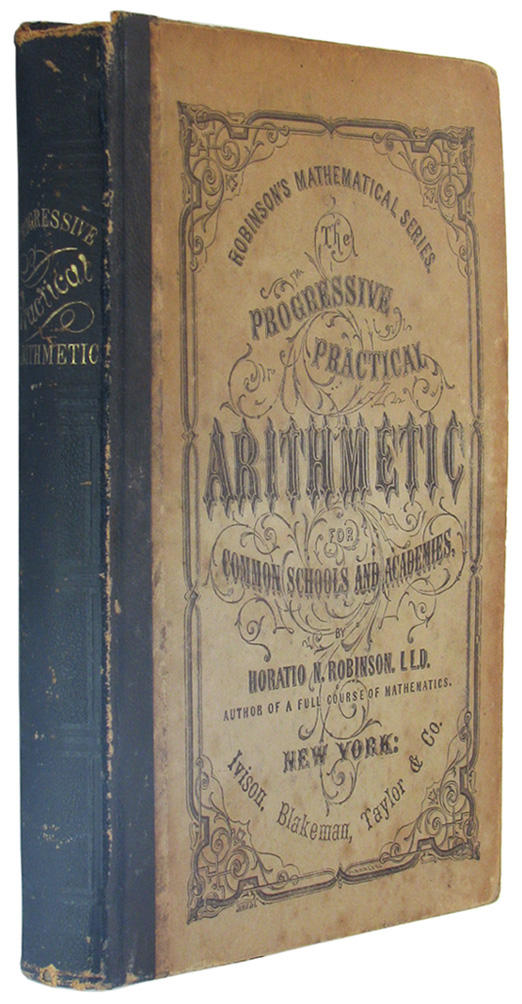 PROGRESSIVE
Practical
ARITHMETIC
ROBINSON'S MATHEMATICAL SERIES.
The
PROGRESSIVE
PRACTICAL
ARITHMETIC
FOR
COMMON SCHOOLS AND ACADEMIES,
BY
HORATIO N. ROBINSON. L L.D.
AUTHOR OF A FULL COURSE OF MATHEMATICS.
NEW YORK:
Ivison, Blakeman, Taylor & Co.